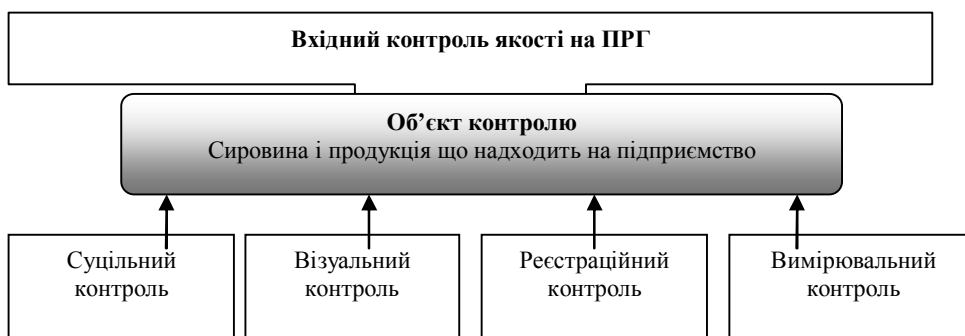 Вхідний контроль якості на ПРГ
Об’єкт контролю
Сировина і продукція що надходить на підприємство
Суцільний
контроль
Візуальний
контроль
Реєстраційний
контроль
Вимірювальний
контроль